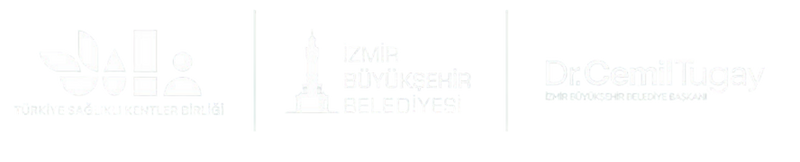 TÜRKİYE SAĞLIKLI KENTLER BİRLİĞİ
İZMİR
BÜYÜKŞEHİR
BELEDİYESİ
Dr.Cemil Tugay
İZMİR BÜYÜKŞEHİR BELEDİYE BAŞKANI